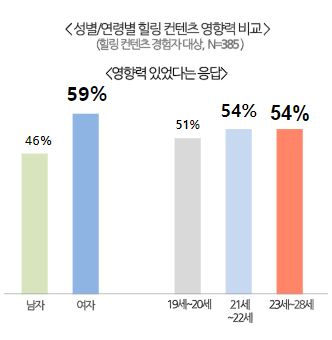 < 성별/연령별 힐링 컨텐츠 영향력 비교 >
(힐링 컨텐츠 경험자 대상, N=385 )
<영향력 있었다는 응답>
46%
59%
51%
54%
54%
남자
여자
19세~20세
21세
~22세
23세~28세